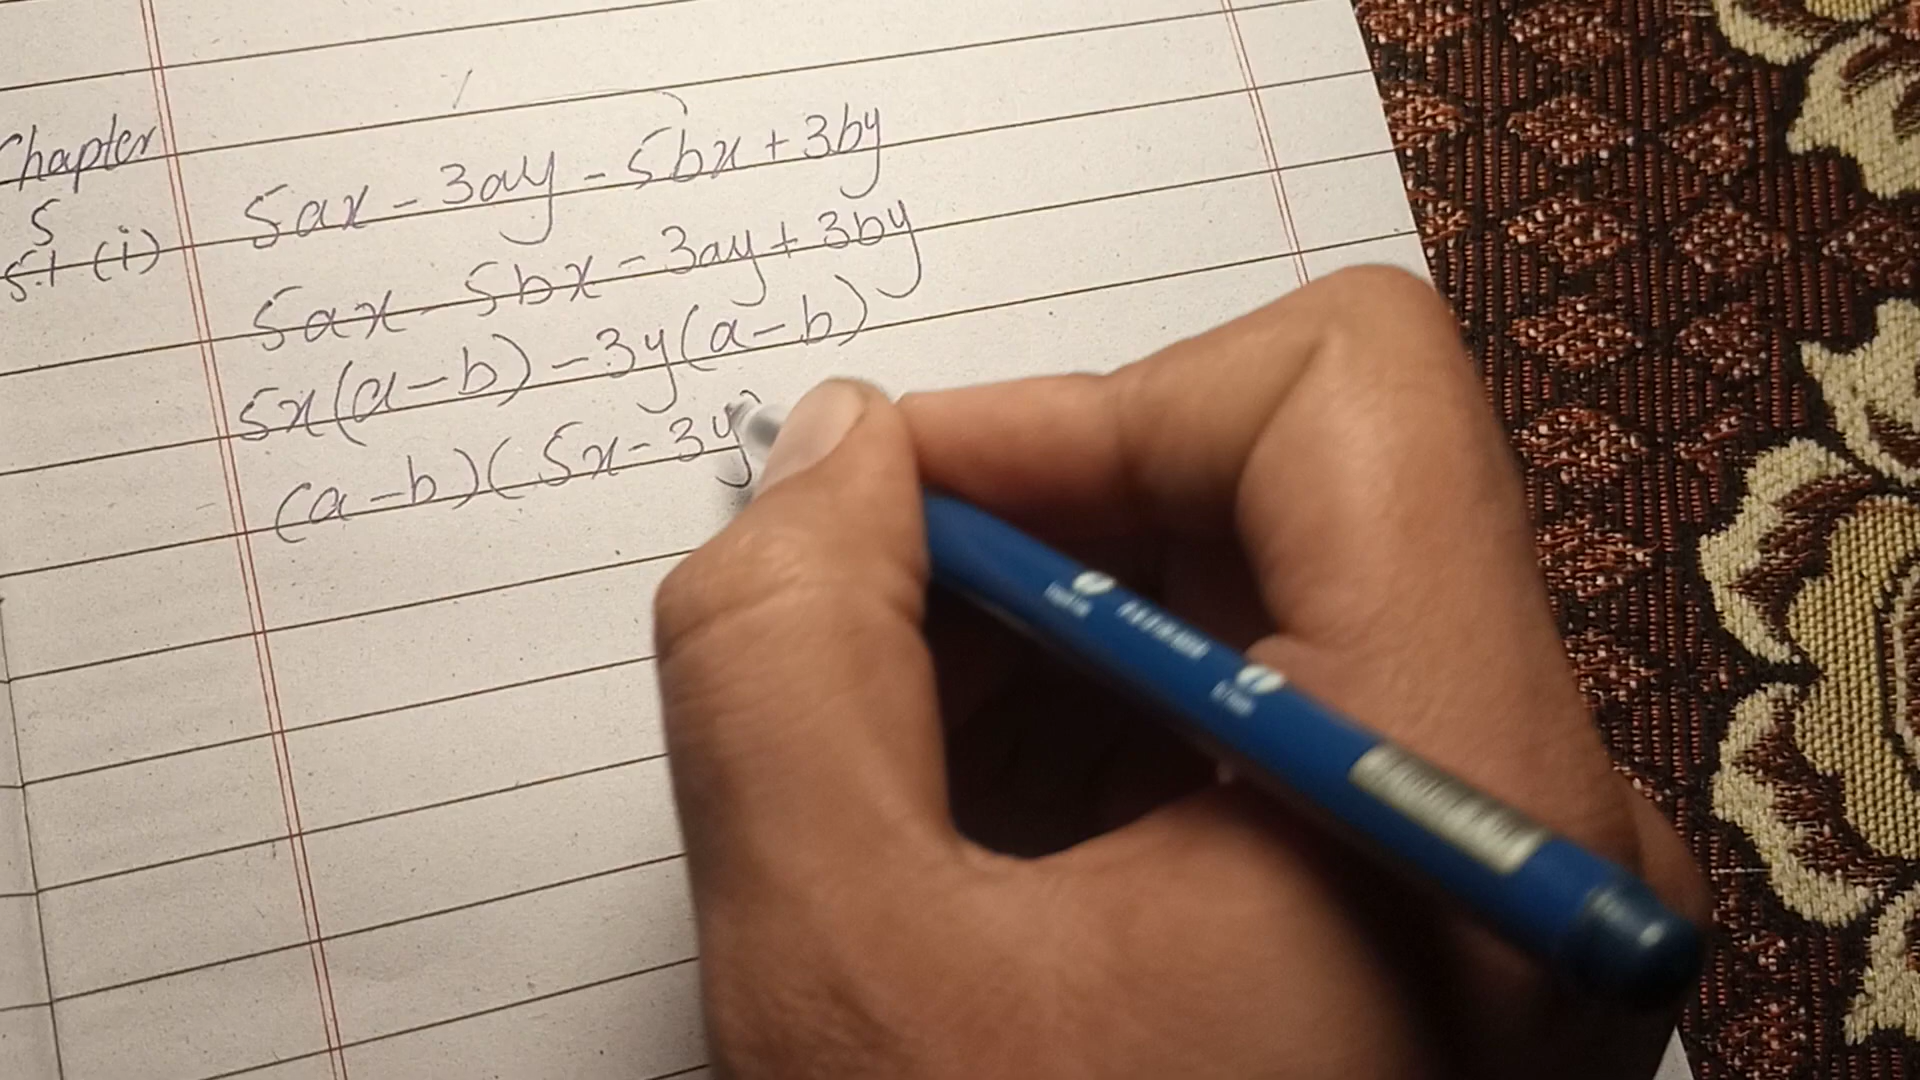 Chapter
5
5.1 (i)
5ax - 3ay - 5bx + 3by
5ax - 5bx - 3ay + 3by
5x(a-b) - 3y(a-b)
(a-b)(5x-3y)